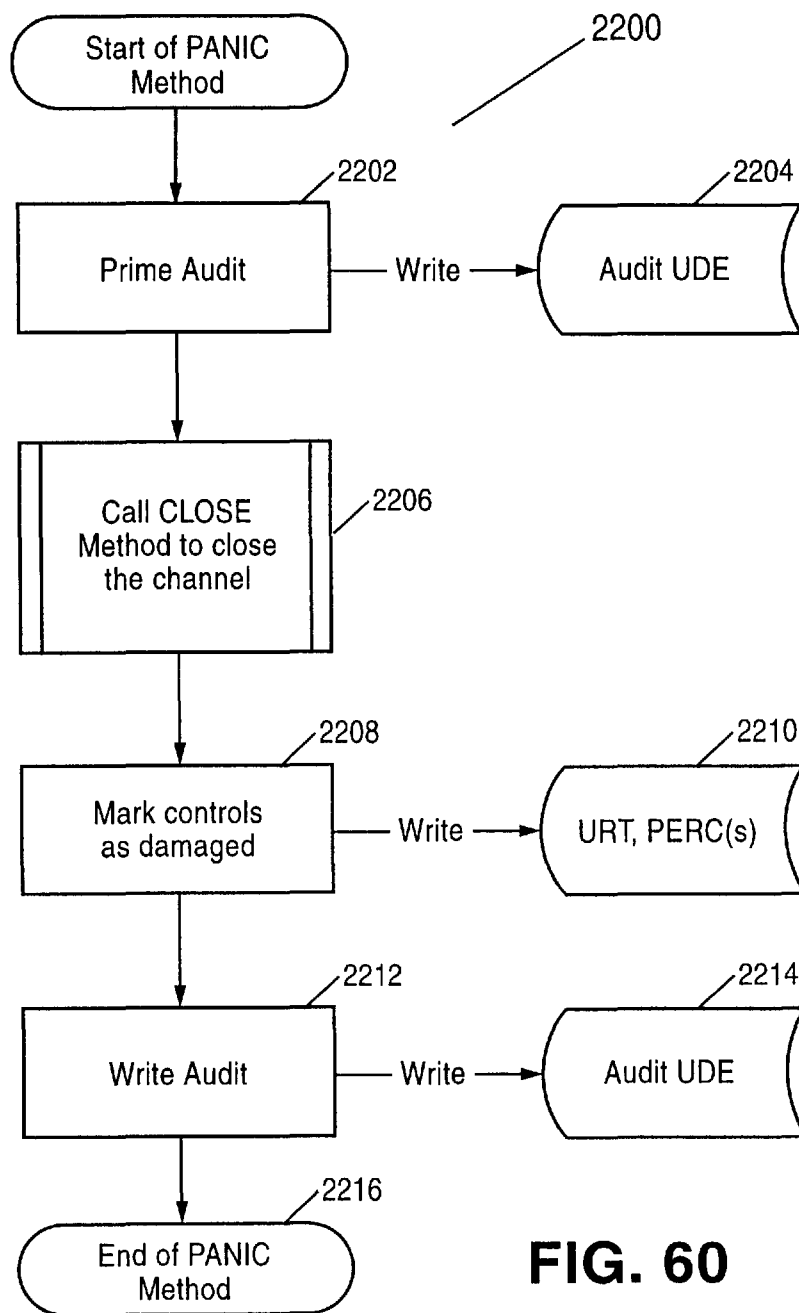 Start of PANIC
Method
2200
2202
Prime Audit
Write
2204
Audit UDE
Call CLOSE
Method to close
the channel
2206
2208
Mark controls
as damaged
Write
2210
URT, PERC(s)
2212
Write Audit
Write
2214
Audit UDE
2216
End of PANIC
Method
FIG. 60